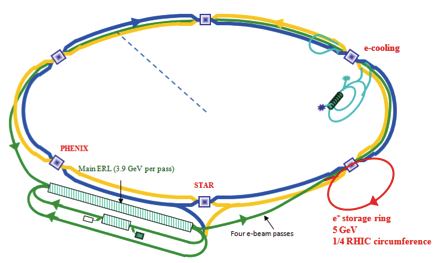 e-cooling
PHENIX
Main ERL (3.9 GeV per pass)
STAR
Four e-beam passes
e⁺ storage ring
5 GeV
1/4 RHIC circumference